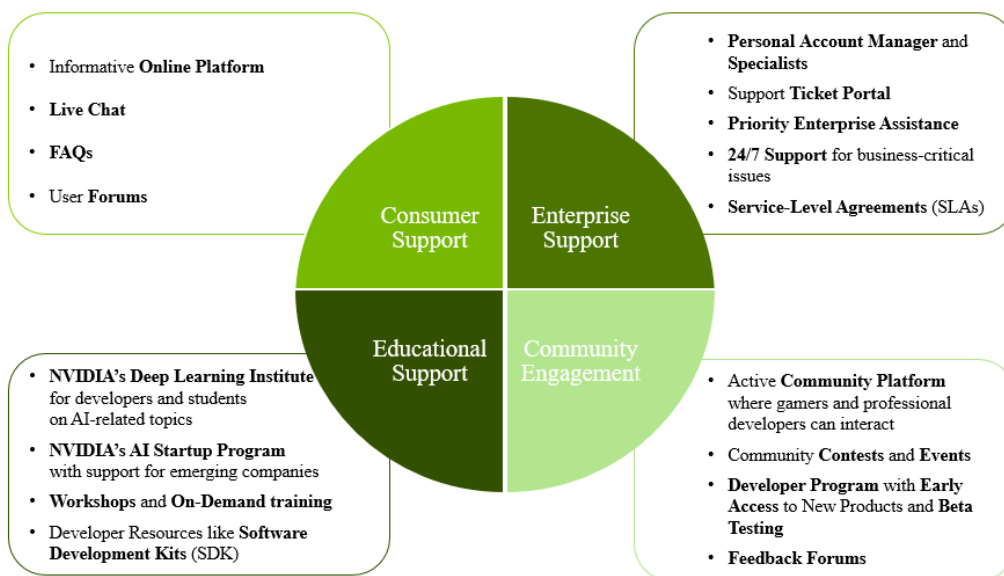 Informative Online Platform
Live Chat
FAQs
User Forums
Personal Account Manager and
Specialists
Support Ticket Portal
Priority Enterprise Assistance
24/7 Support for business-critical
issues
Service-Level Agreements (SLAs)
Consumer
Support
Enterprise
Support
Educational
Support
Community
Engagement
NVIDIA’s Deep Learning Institute
for developers and students
on AI-related topics
NVIDIA’s AI Startup Program
with support for emerging companies
Workshops and On-Demand training
Developer Resources like Software
Development Kits (SDK)
Active Community Platform
where gamers and professional
developers can interact
Community Contests and Events
Developer Program with Early
Access to New Products and Beta
Testing
Feedback Forums